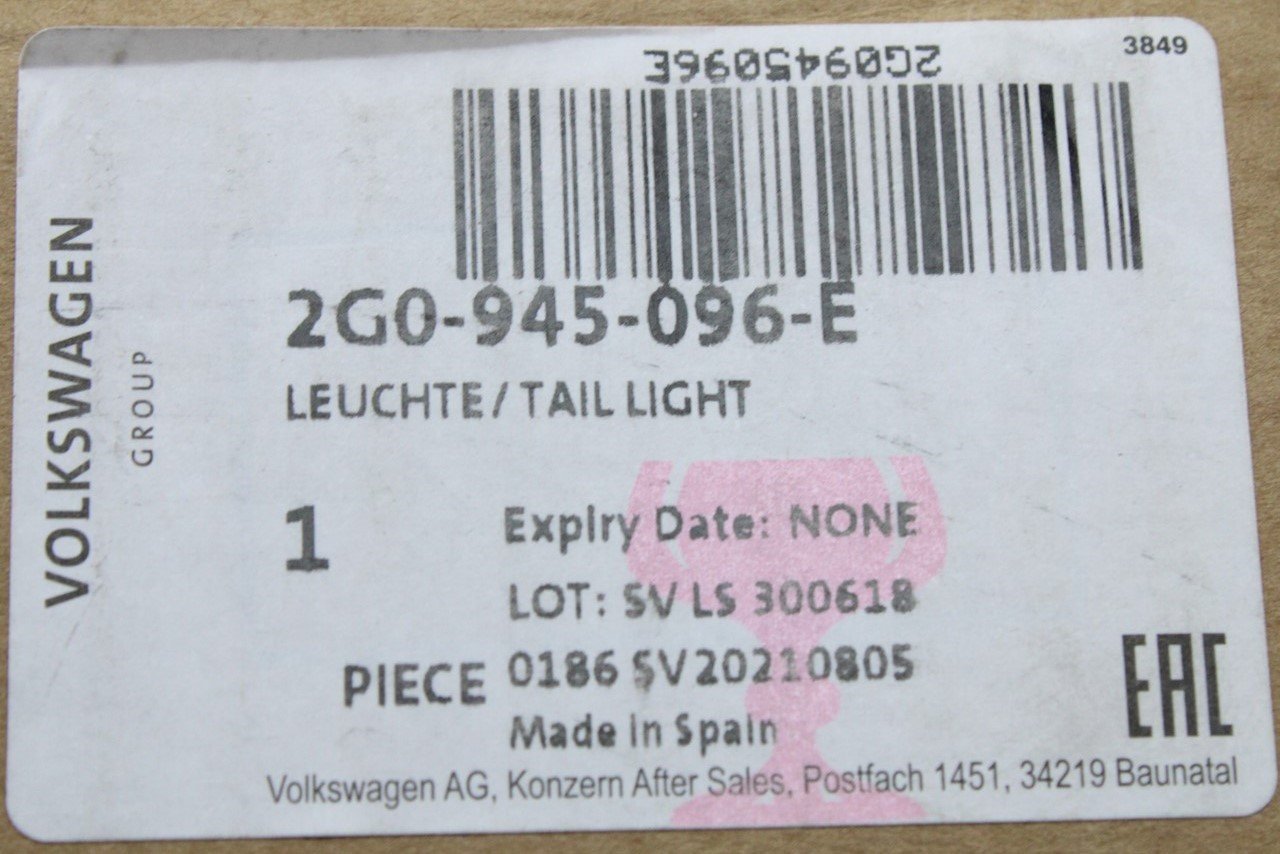 3849
2G0945096E
2G0-945-096-E
LEUCHTE/ TAIL LIGHT
VOLKSWAGEN
GROUP
1
PIECE
Expiry Date: NONE
LOT: SV LS 300618
0186 SV20210805
Made in Spain
EAC
Volkswagen AG, Konzern After Sales, Postfach 1451, 34219 Baunatal